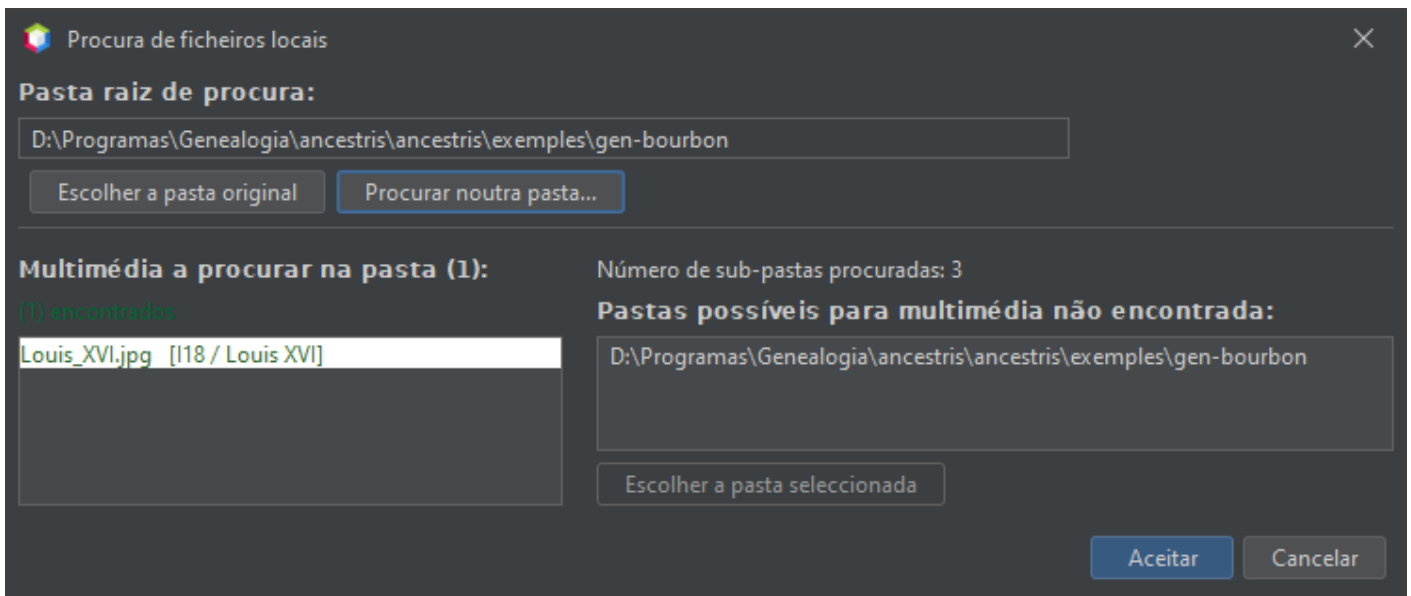 Procura de ficheiros locais
Pasta raiz de procura:
D:\Programas\Genealogia\ancestris\ancestris\exemples\gen-bourbon
Escolher a pasta original
Procurar noutra pasta...
Multimédia a procurar na pasta (1):
(1) encontrados
Louis_XVI.jpg [I18 / Louis XVI]
Número de sub-pastas procuradas: 3
Pastas possíveis para multimédia não encontrada:
D:\Programas\Genealogia\ancestris\ancestris\exemples\gen-bourbon
Escolher a pasta seleccionada
Aceitar
Cancelar